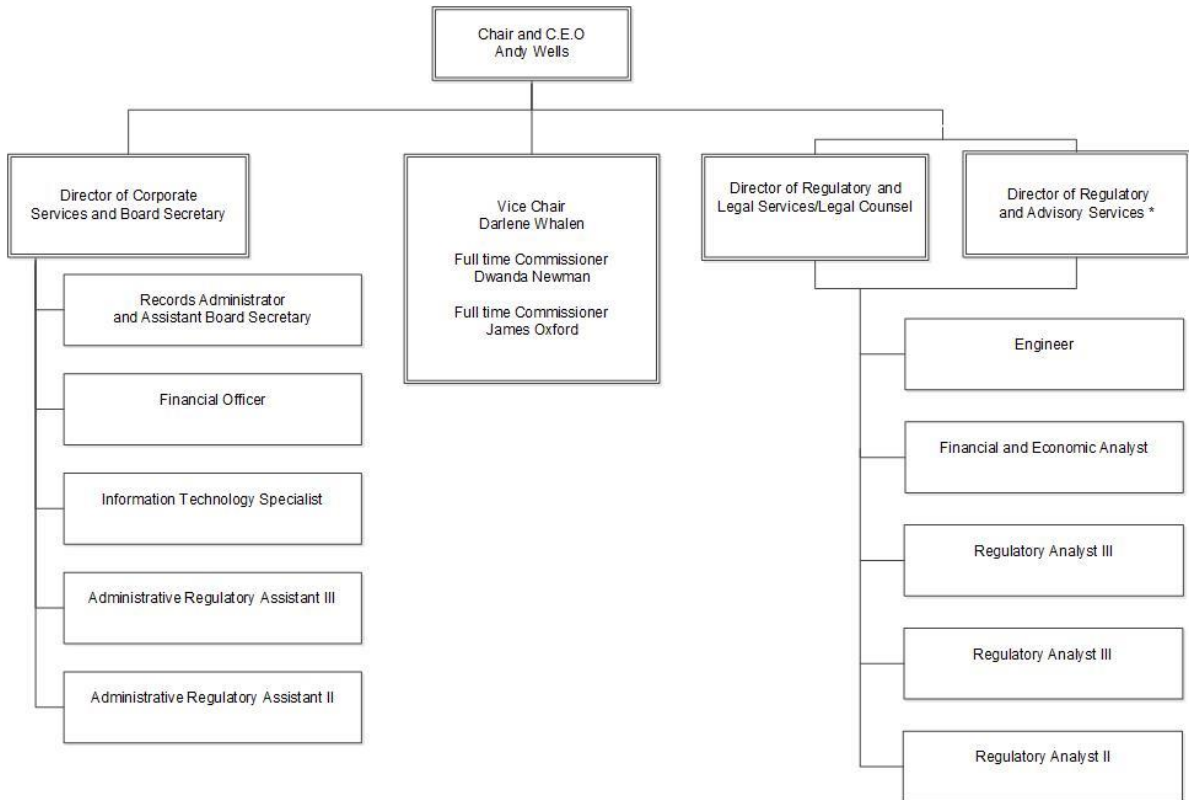 Chair and C.E.O
Andy Wells
Director of Corporate
Services and Board Secretary
Vice Chair
Darlene Whalen
Full time Commissioner
Dwanda Newman
Full time Commissioner
James Oxford
Director of Regulatory and
Legal Services/Legal Counsel
Director of Regulatory
and Advisory Services *
Records Administrator
and Assistant Board Secretary
Financial Officer
Information Technology Specialist
Administrative Regulatory Assistant III
Administrative Regulatory Assistant II
Engineer
Financial and Economic Analyst
Regulatory Analyst III
Regulatory Analyst III
Regulatory Analyst II